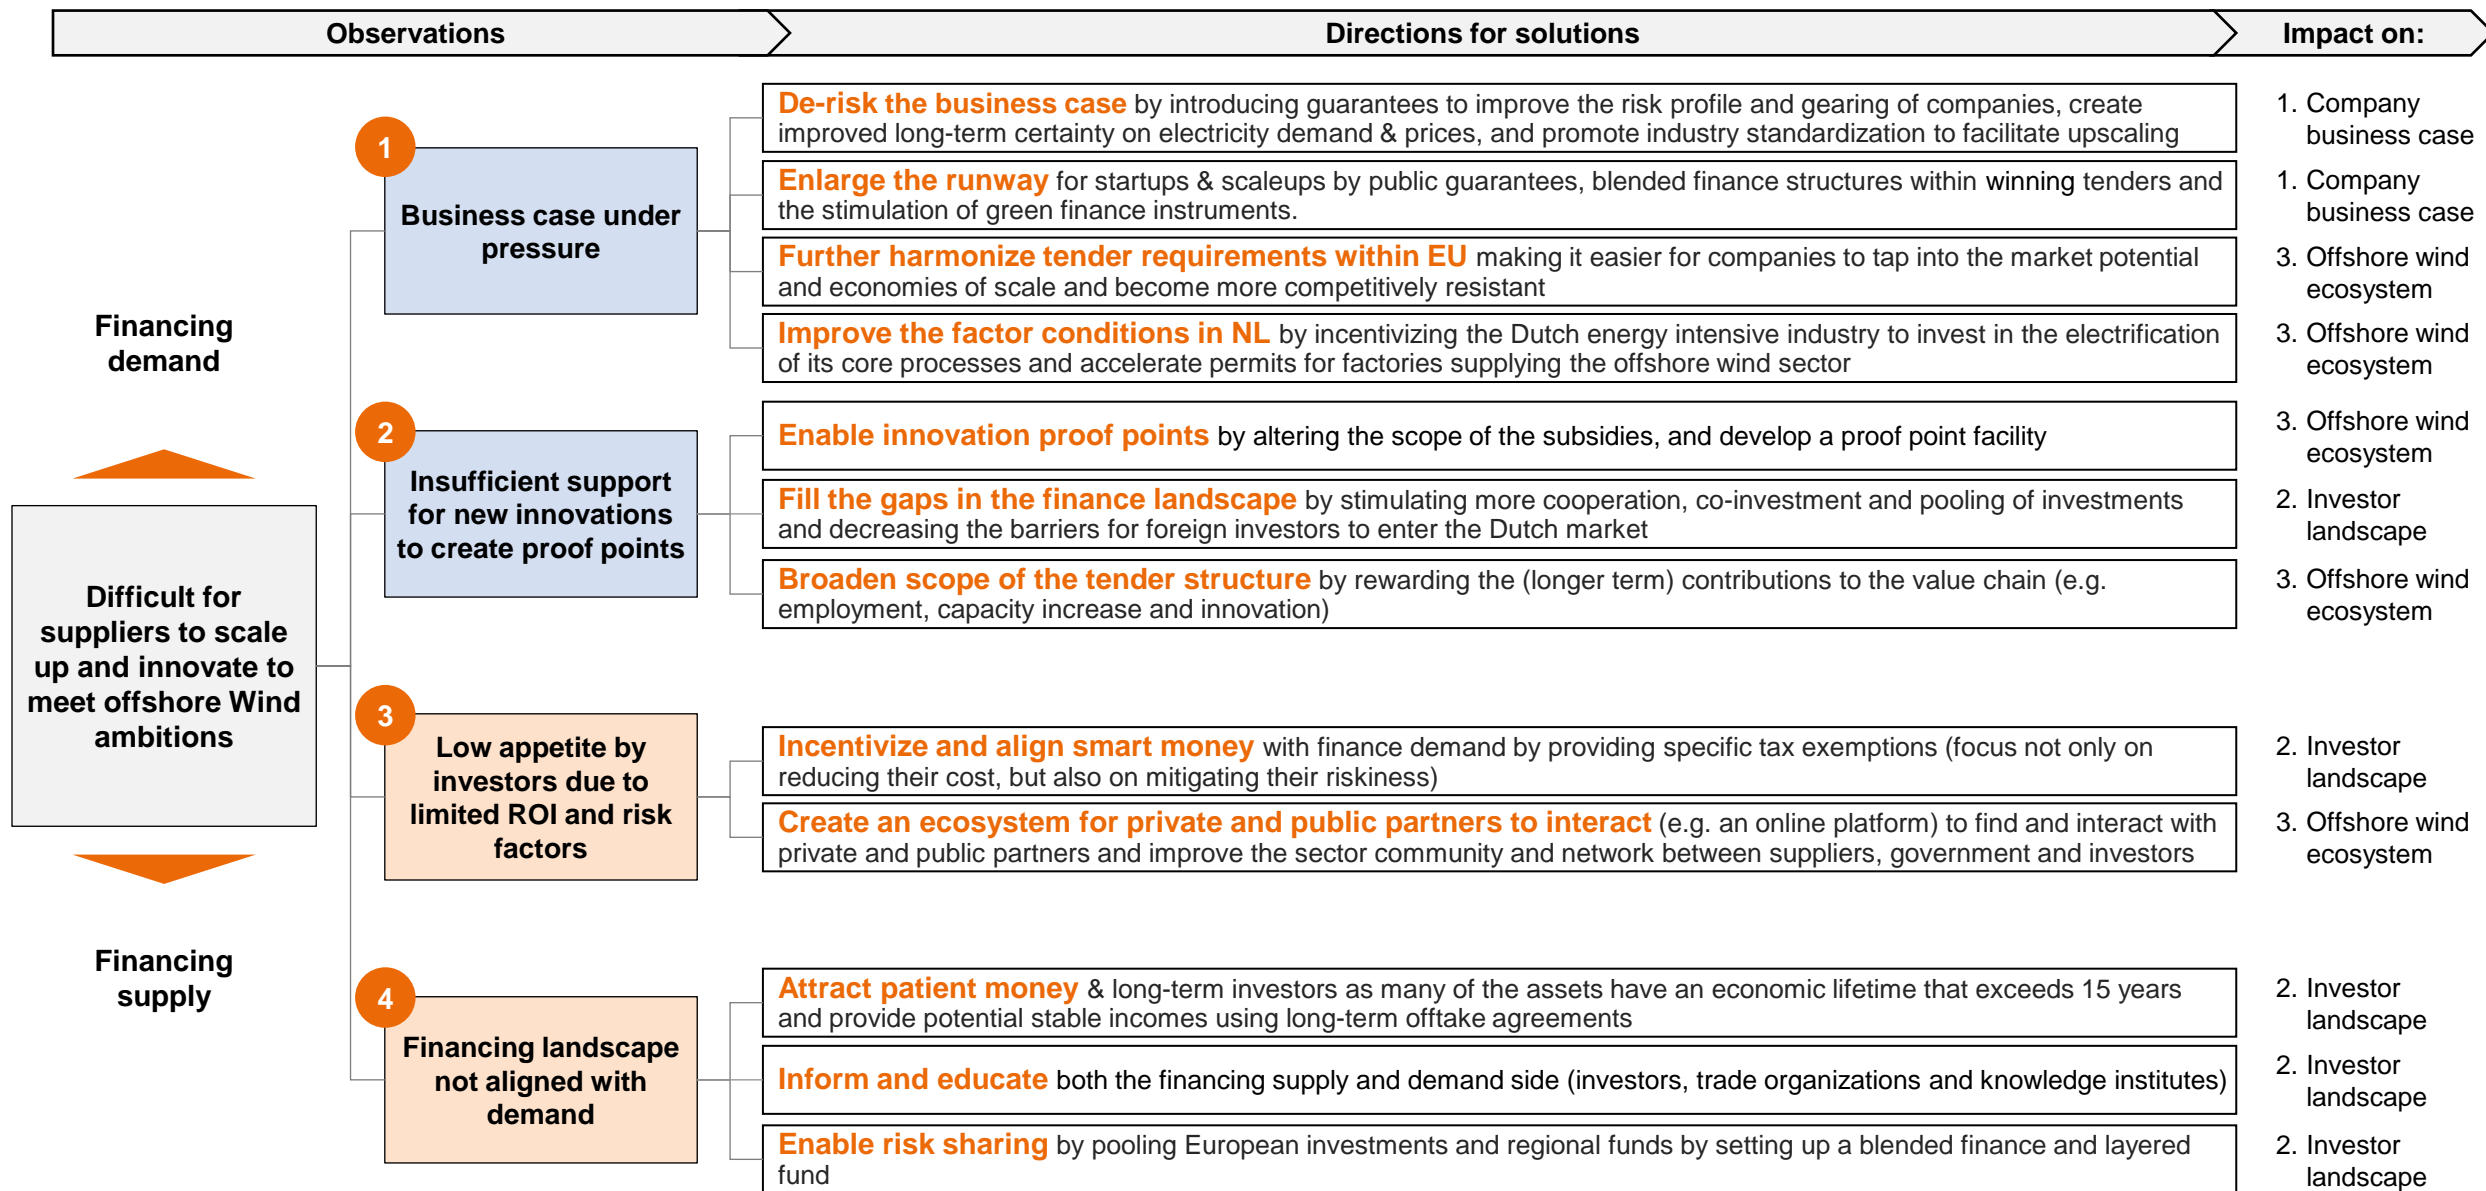 Observations
Directions for solutions
Impact on:
Financing
demand
Difficult for
suppliers to scale
up and innovate to
meet offshore Wind
ambitions
Financing
supply
1
Business case under
pressure
De-risk the business case by introducing guarantees to improve the risk profile and gearing of companies, create
improved long-term certainty on electricity demand & prices, and promote industry standardization to facilitate upscaling
1. Company
business case
Enlarge the runway for startups & scaleups by public guarantees, blended finance structures within winning tenders and
the stimulation of green finance instruments.
1. Company
business case
Further harmonize tender requirements within EU making it easier for companies to tap into the market potential
and economies of scale and become more competitively resistant
3. Offshore wind
ecosystem
Improve the factor conditions in NL by incentivizing the Dutch energy intensive industry to invest in the electrification
of its core processes and accelerate permits for factories supplying the offshore wind sector
3. Offshore wind
ecosystem
2
Insufficient support
for new innovations
to create proof points
Enable innovation proof points by altering the scope of the subsidies, and develop a proof point facility
3. Offshore wind
ecosystem
Fill the gaps in the finance landscape by stimulating more cooperation, co-investment and pooling of investments
and decreasing the barriers for foreign investors to enter the Dutch market
2. Investor
landscape
Broaden scope of the tender structure by rewarding the (longer term) contributions to the value chain (e.g.
employment, capacity increase and innovation)
3. Offshore wind
ecosystem
3
Low appetite by
investors due to
limited ROI and risk
factors
Incentivize and align smart money with finance demand by providing specific tax exemptions (focus not only on
reducing their cost, but also on mitigating their riskiness)
2. Investor
landscape
Create an ecosystem for private and public partners to interact (e.g. an online platform) to find and interact with
private and public partners and improve the sector community and network between suppliers, government and investors
3. Offshore wind
ecosystem
4
Financing landscape
not aligned with
demand
Attract patient money & long-term investors as many of the assets have an economic lifetime that exceeds 15 years
and provide potential stable incomes using long-term offtake agreements
2. Investor
landscape
Inform and educate both the financing supply and demand side (investors, trade organizations and knowledge institutes)
2. Investor
landscape
Enable risk sharing by pooling European investments and regional funds by setting up a blended finance and layered
fund
2. Investor
landscape